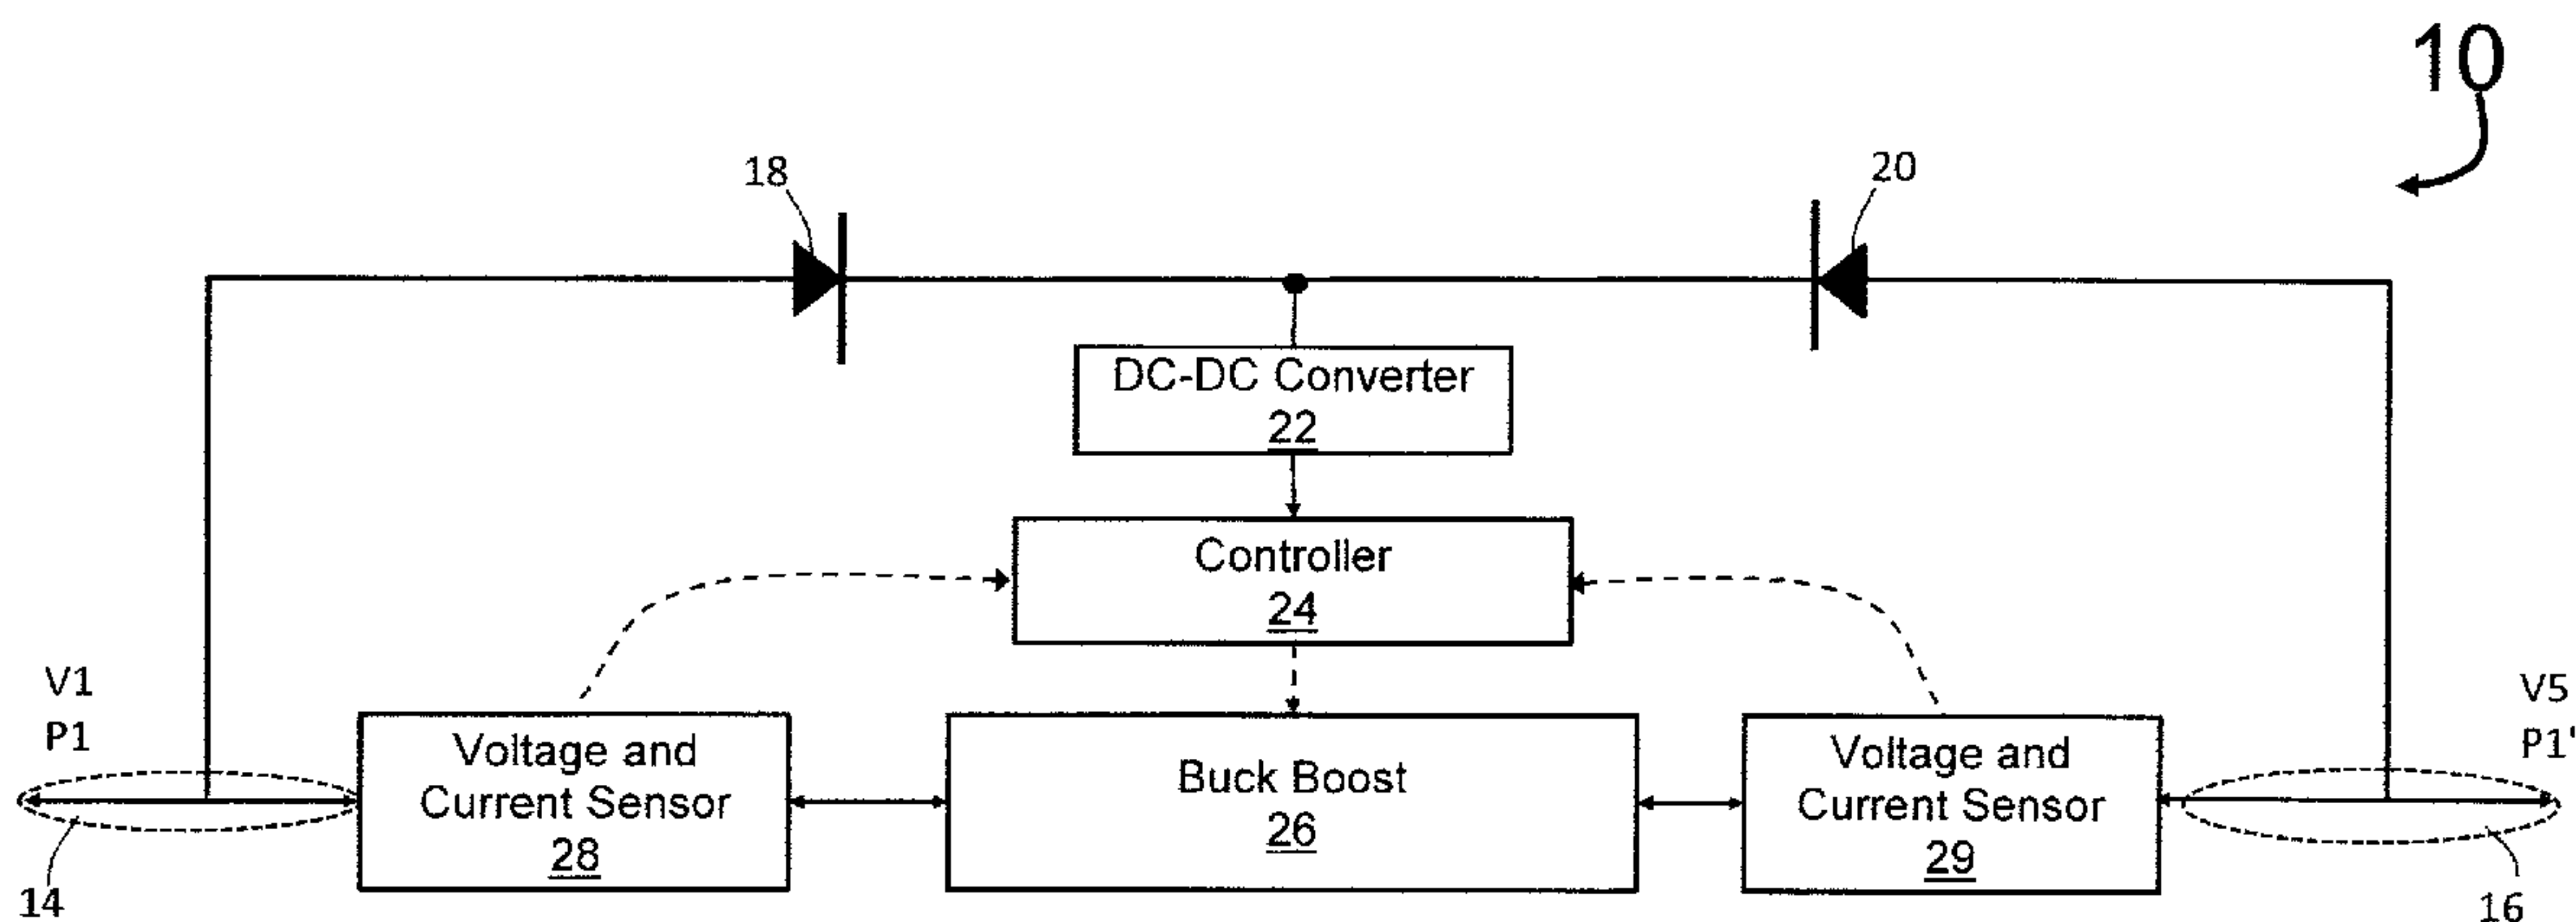 10
18
20
DC-DC Converter
22
Controller
24
V1
P1
Voltage and
Current Sensor
28
Buck Boost
26
Voltage and
Current Sensor
29
V5
P1'
14
16